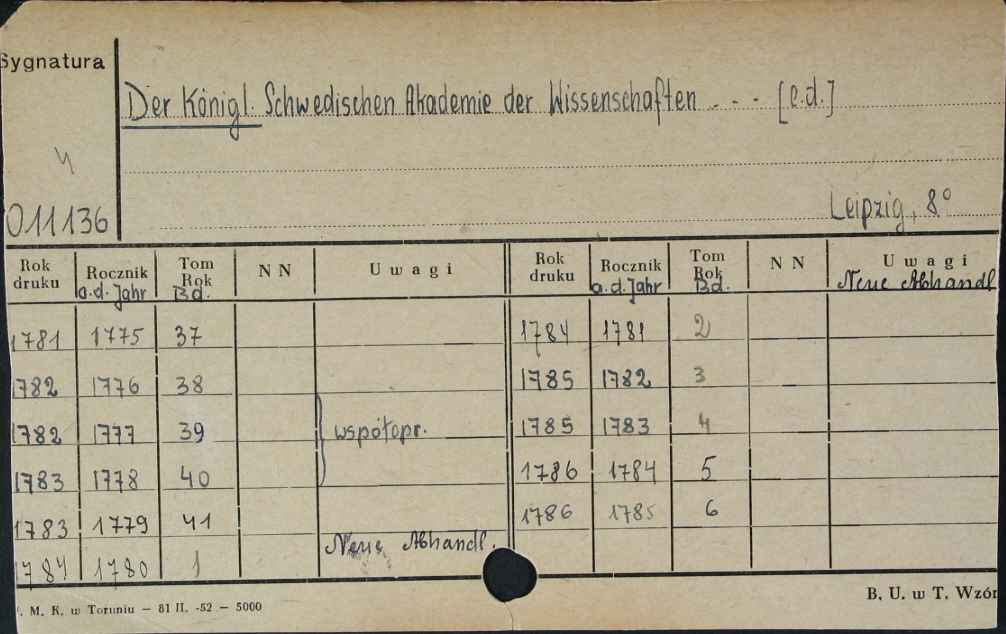 Sygnatura
Der Königl. Schwedischen Akademie der Wissenschaften . - - [e.d.]
4
011136
Leipzig, 8°
Rok druku Rocznik a.d. Jahr Tom Rok Bd. N N Uwagi Rok druku Rocznik a.d. Jahr Tom Rok Bd. N N Uwagi Neue Abhandl
1781 1775 37 1784 1781 2
1782 1776 38 1785 1782 3
1782 1777 39 współopr. 1785 1783 4
1783 1778 40 1786 1784 5
1783 1779 41 1786 1785 6
1784 1780 1 Neue Abhandl.
. M. K. w Toruniu — 81 II. -52 — 5000
B. U. w T. Wzór